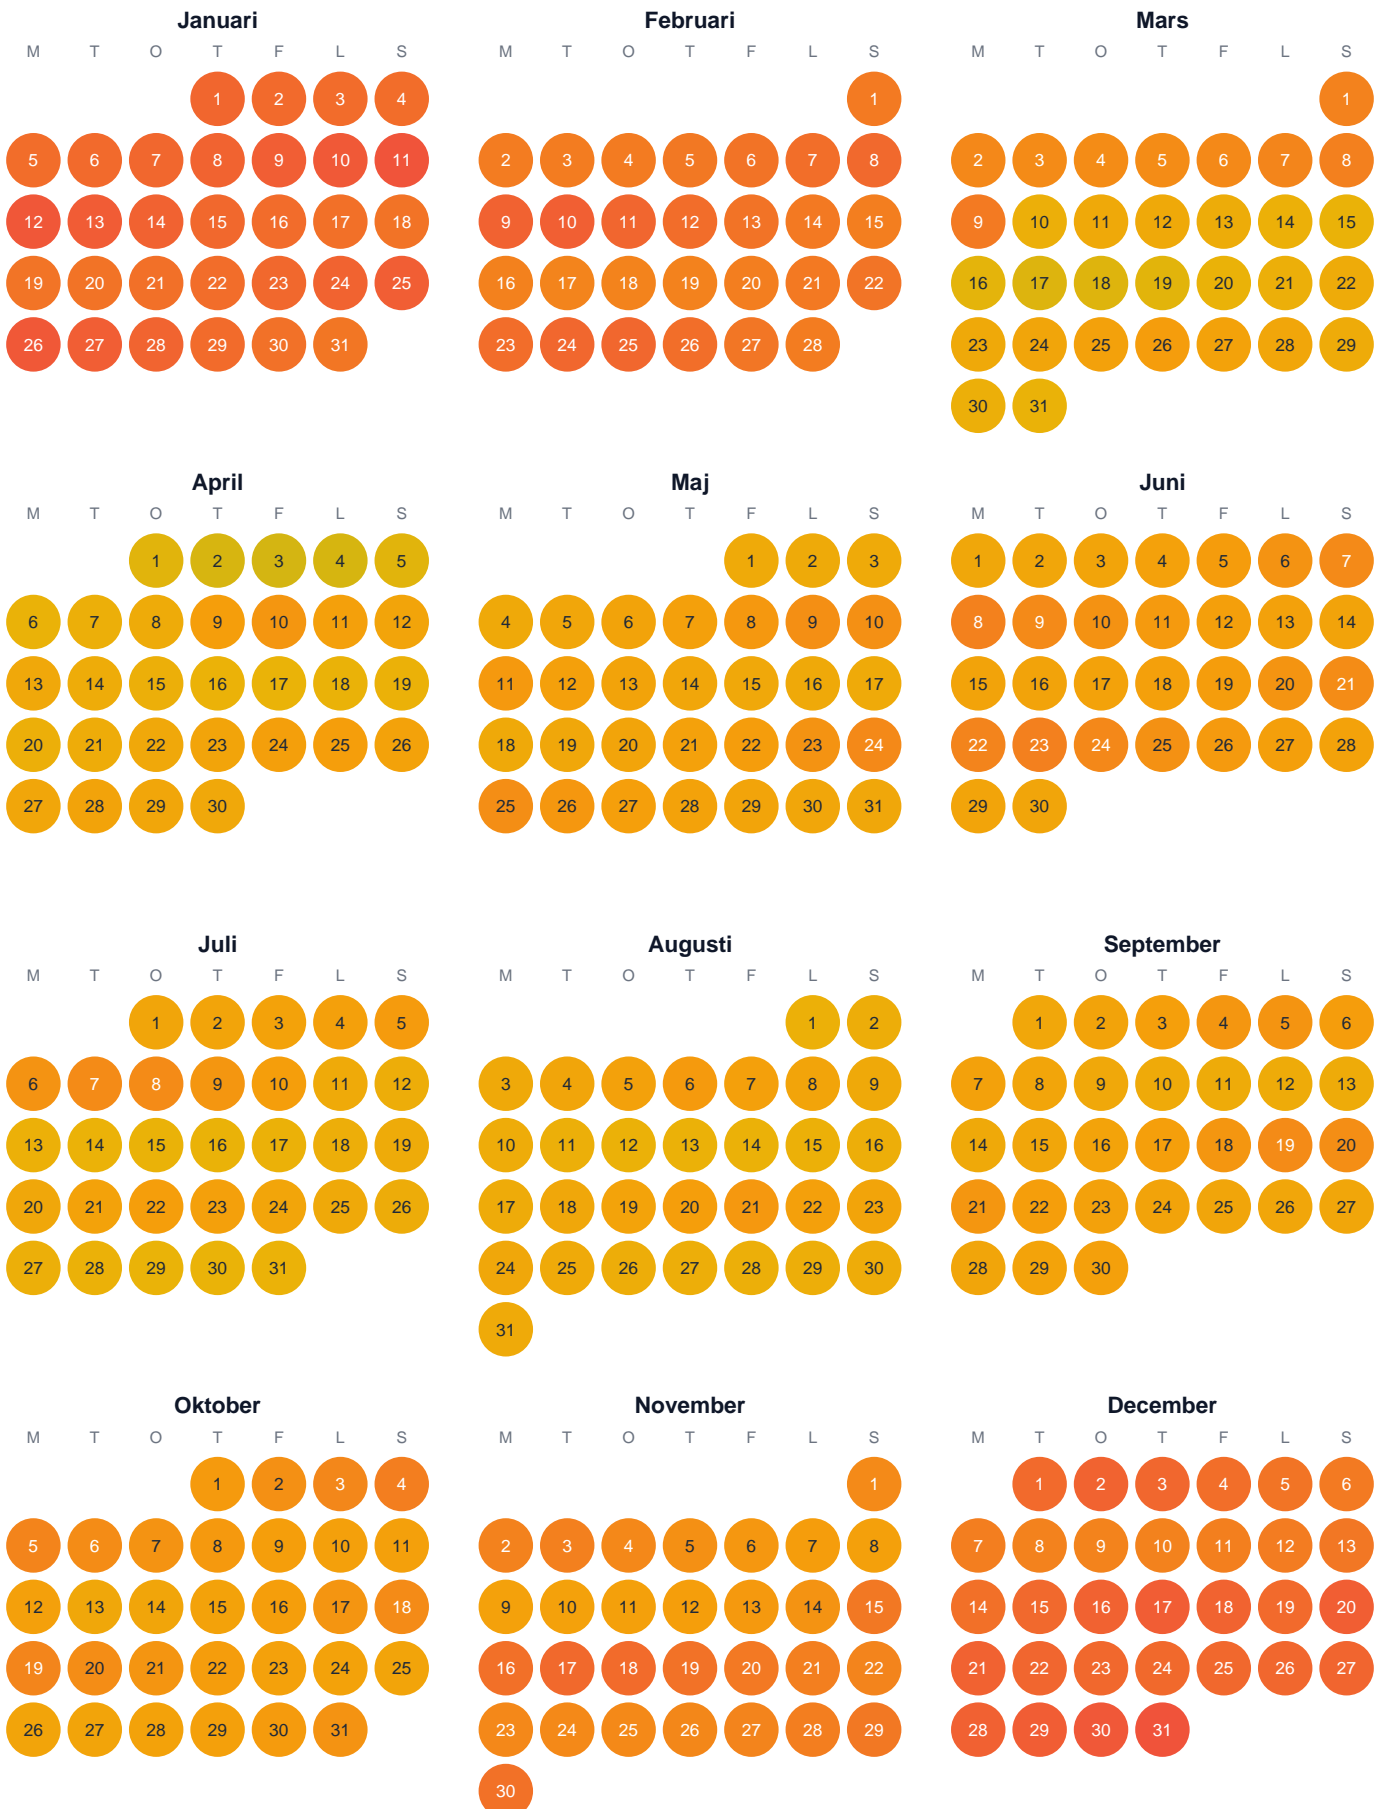 Januari
M T O T F L S
1 2 3 4
5 6 7 8 9 10 11
12 13 14 15 16 17 18
19 20 21 22 23 24 25
26 27 28 29 30 31
Februari
M T O T F L S
1
2 3 4 5 6 7 8
9 10 11 12 13 14 15
16 17 18 19 20 21 22
23 24 25 26 27 28
Mars
M T O T F L S
1
2 3 4 5 6 7 8
9 10 11 12 13 14 15
16 17 18 19 20 21 22
23 24 25 26 27 28 29
30 31
April
M T O T F L S
1 2 3 4 5
6 7 8 9 10 11 12
13 14 15 16 17 18 19
20 21 22 23 24 25 26
27 28 29 30
Maj
M T O T F L S
1 2 3
4 5 6 7 8 9 10
11 12 13 14 15 16 17
18 19 20 21 22 23 24
25 26 27 28 29 30 31
Juni
M T O T F L S
1 2 3 4 5 6 7
8 9 10 11 12 13 14
15 16 17 18 19 20 21
22 23 24 25 26 27 28
29 30
Juli
M T O T F L S
1 2 3 4 5
6 7 8 9 10 11 12
13 14 15 16 17 18 19
20 21 22 23 24 25 26
27 28 29 30 31
Augusti
M T O T F L S
1 2
3 4 5 6 7 8 9
10 11 12 13 14 15 16
17 18 19 20 21 22 23
24 25 26 27 28 29 30
31
September
M T O T F L S
1 2 3 4 5 6
7 8 9 10 11 12 13
14 15 16 17 18 19 20
21 22 23 24 25 26 27
28 29 30
Oktober
M T O T F L S
1 2 3 4
5 6 7 8 9 10 11
12 13 14 15 16 17 18
19 20 21 22 23 24 25
26 27 28 29 30 31
November
M T O T F L S
1
2 3 4 5 6 7 8
9 10 11 12 13 14 15
16 17 18 19 20 21 22
23 24 25 26 27 28 29
30
December
M T O T F L S
1 2 3 4 5 6
7 8 9 10 11 12 13
14 15 16 17 18 19 20
21 22 23 24 25 26 27
28 29 30 31